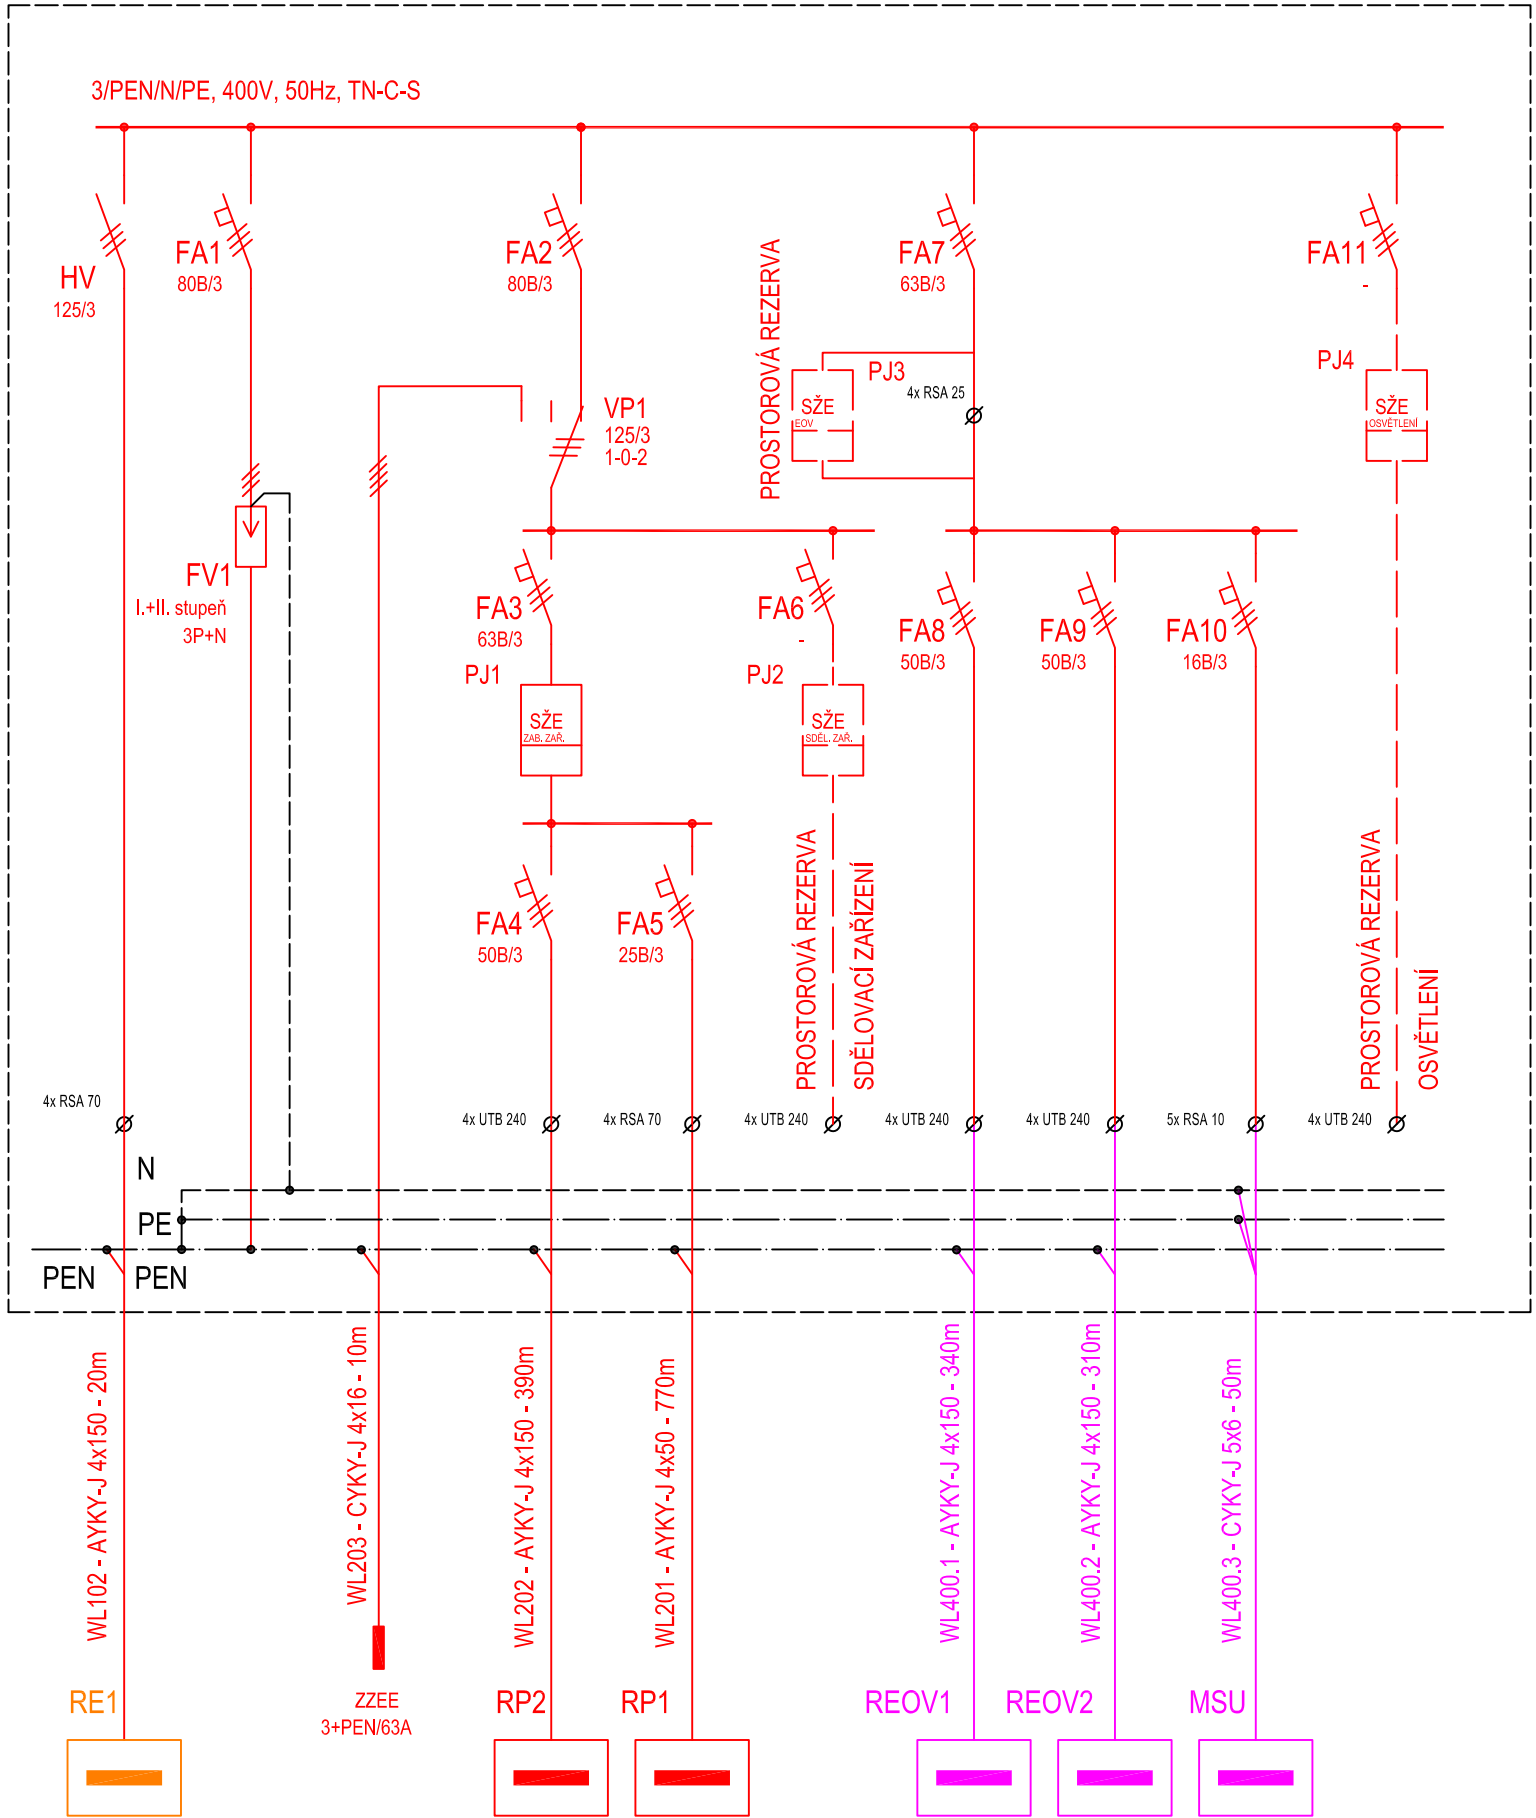 3/PEN/N/PE, 400V, 50Hz, TN-C-S
HV
125/3
FA1
80B/3
FA2
80B/3
PROSTOROVÁ REZERVA
FA7
63B/3
FA11
-
PJ3
SŽE
EOV
4x RSA 25
PJ4
SŽE
OSVĚTLENÍ
VP1
125/3
1-0-2
FV1
I.+II. stupeň
3P+N
FA3
63B/3
FA6
-
FA8
50B/3
FA9
50B/3
FA10
16B/3
PJ1
SŽE
ZAB. ZAŘ.
PJ2
SŽE
SDĚL. ZAŘ.
FA4
50B/3
FA5
25B/3
PROSTOROVÁ REZERVA
SDĚLOVACÍ ZAŘÍZENÍ
PROSTOROVÁ REZERVA
OSVĚTLENÍ
4x RSA 70
4x UTB 240
4x RSA 70
4x UTB 240
4x UTB 240
4x UTB 240
5x RSA 10
4x UTB 240
N
PE
PEN
PEN
WL102 - AYKY-J 4x150 - 20m
WL203 - CYKY-J 4x16 - 10m
WL202 - AYKY-J 4x150 - 390m
WL201 - AYKY-J 4x50 - 770m
WL400.1 - AYKY-J 4x150 - 340m
WL400.2 - AYKY-J 4x150 - 310m
WL400.3 - CYKY-J 5x6 - 50m
RE1
ZZEE
3+PEN/63A
RP2
RP1
REOV1
REOV2
MSU